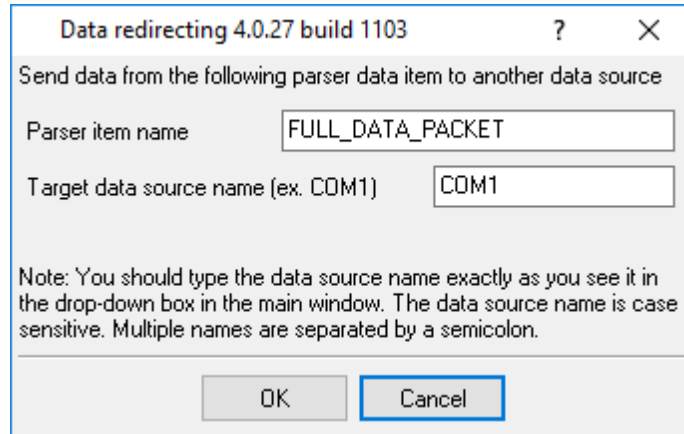 Data redirecting 4.0.27 build 1103 ?
Send data from the following parser data item to another data source
Parser item name FULL_DATA_PACKET
Target data source name (ex. COM1) COM1
Note: You should type the data source name exactly as you see it in
the drop-down box in the main window. The data source name is case
sensitive. Multiple names are separated by a semicolon.
OK Cancel